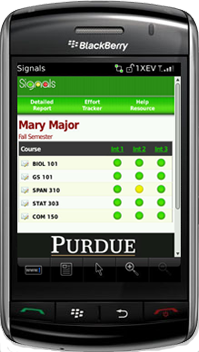 BlackBerry
Signals 1XEV
Signals
Detailed Report Effort Tracker Help Resource
Mary Major
Fall Semester
Course Int 1 Int 2 Int 3
BIOL 101
GS 101
SPAN 310
STAT 303
COM 150
PURDUE
www